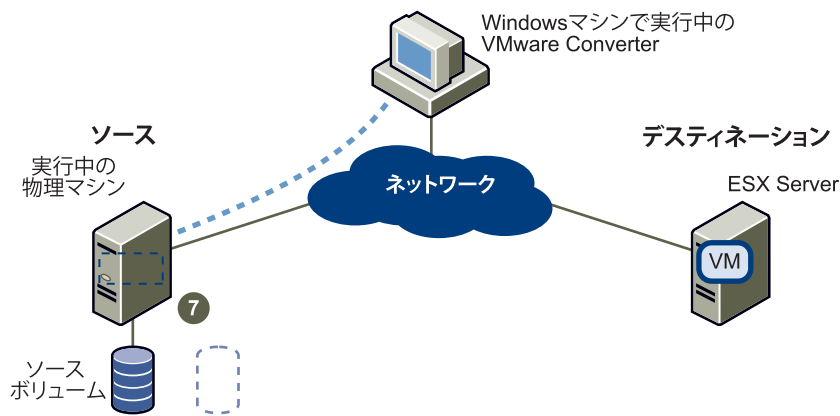 Windowsマシンで実行中の
VMware Converter
ソース
実行中の
物理マシン
ネットワーク
デスティネーション
ESX Server
VM
7
ソース
ボリューム